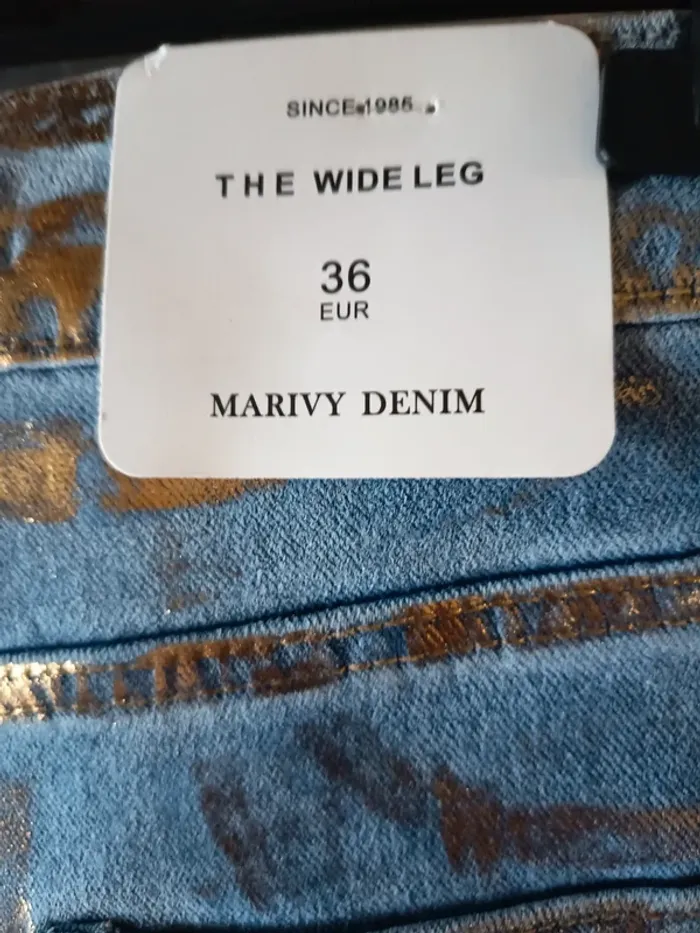 SINCE 1985
THE WIDE LEG
36
EUR
MARIVY DENIM